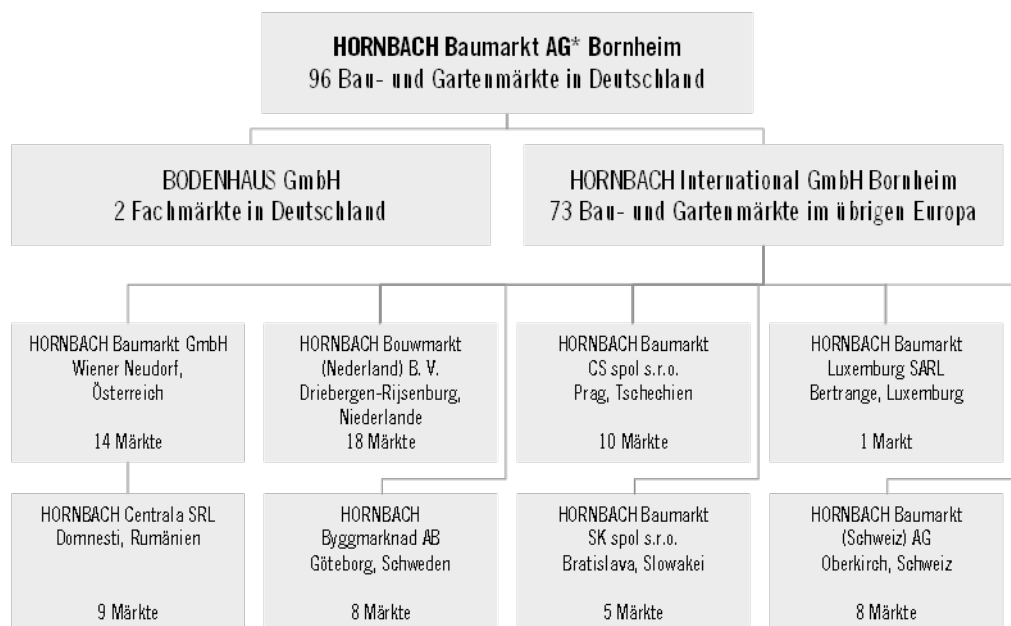 HORNBACH Baumarkt AG* Bornheim
96 Bau- und Gartenmärkte in Deutschland
BODENHAUS GmbH
2 Fachmärkte in Deutschland
HORNBACH International GmbH Bornheim
73 Bau- und Gartenmärkte im übrigen Europa
HORNBACH Baumarkt GmbH
Wiener Neudorf,
Österreich
14 Märkte
HORNBACH Bouwmarkt
(Nederland) B. V.
Driebergen-Rijsenburg,
Niederlande
18 Märkte
HORNBACH Baumarkt
CS spol s.r.o.
Prag, Tschechien
10 Märkte
HORNBACH Baumarkt
Luxemburg SARL
Bertrange, Luxemburg
1 Markt
HORNBACH Centrala SRL
Domnesti, Rumänien
9 Märkte
HORNBACH
Byggmarknad AB
Göteborg, Schweden
8 Märkte
HORNBACH Baumarkt
SK spol s.r.o.
Bratislava, Slowakei
5 Märkte
HORNBACH Baumarkt
(Schweiz) AG
Oberkirch, Schweiz
8 Märkte